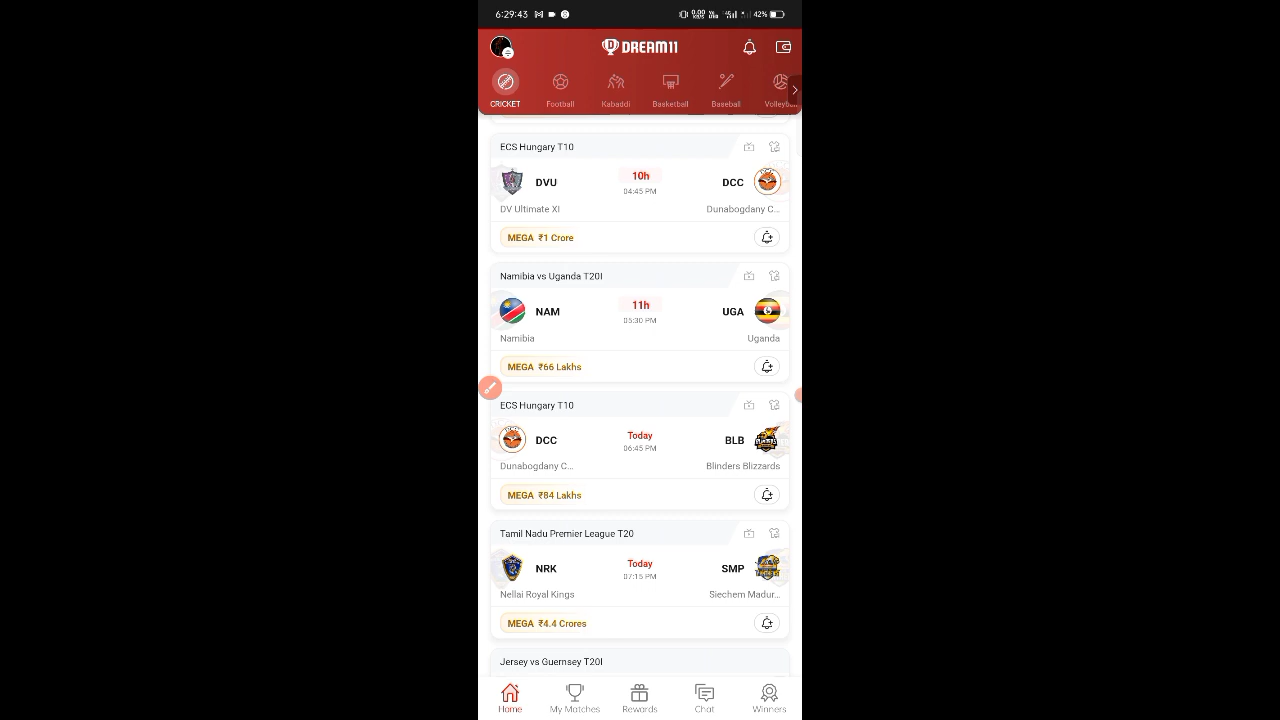 6:29:43
0.00 KB/S
42%
DREAM11
CRICKET Football Kabaddi Basketball Baseball Volleyb
ECS Hungary T10
DVU 10h DCC
04:45 PM
DV Ultimate XI Dunabogdany C...
MEGA ₹1 Crore
Namibia vs Uganda T20I
NAM 11h UGA
05:30 PM
Namibia Uganda
MEGA ₹66 Lakhs
ECS Hungary T10
DCC Today BLB
06:45 PM
Dunabogdany C... Blinders Blizzards
MEGA ₹84 Lakhs
Tamil Nadu Premier League T20
NRK Today SMP
07:15 PM
Nellai Royal Kings Siechem Madur...
MEGA ₹4.4 Crores
Jersey vs Guernsey T20I
Home My Matches Rewards Chat Winners